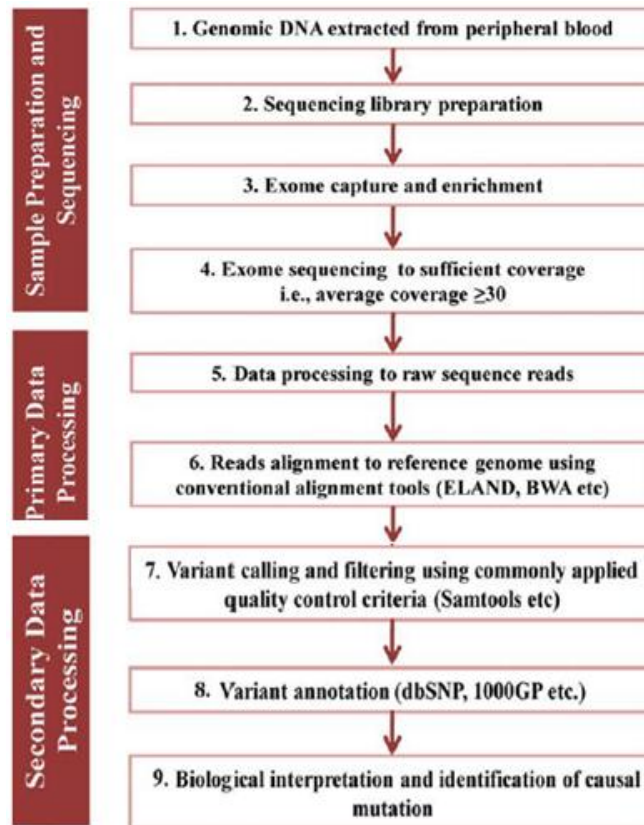 Sample Preparation and
Sequencing
1. Genomic DNA extracted from peripheral blood
2. Sequencing library preparation
3. Exome capture and enrichment
4. Exome sequencing to sufficient coverage
i.e., average coverage ≥30
Primary Data
Processing
5. Data processing to raw sequence reads
6. Reads alignment to reference genome using
conventional alignment tools (ELAND, BWA etc)
Secondary Data
Processing
7. Variant calling and filtering using commonly applied
quality control criteria (Samtools etc)
8. Variant annotation (dbSNP, 1000GP etc.)
9. Biological interpretation and identification of causal
mutation